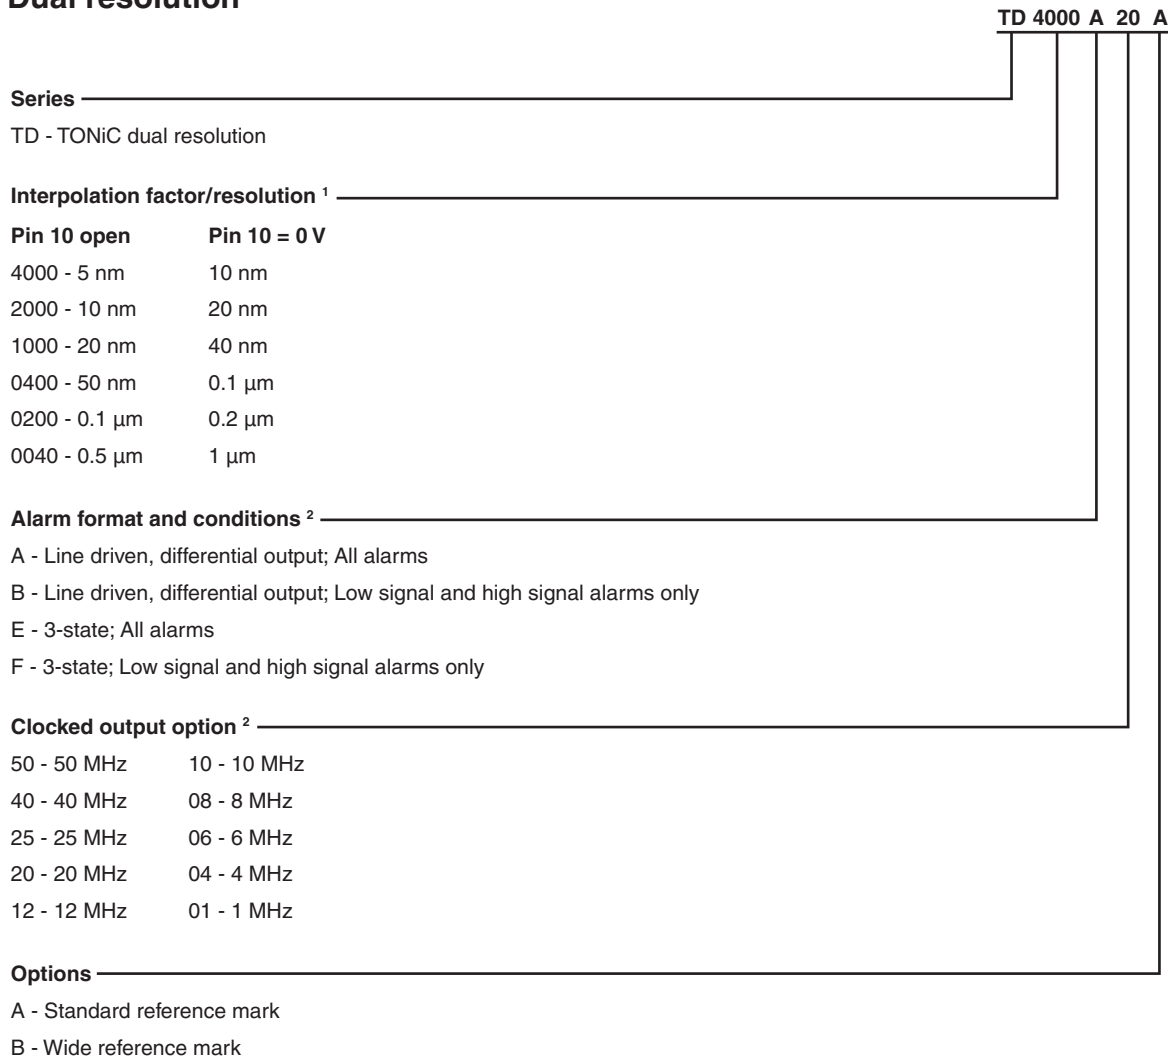 Dual resolution
TD 4000 A 20 A
Series
TD - TONiC dual resolution
Interpolation factor/resolution ¹
Pin 10 open Pin 10 = 0 V
4000 - 5 nm 10 nm
2000 - 10 nm 20 nm
1000 - 20 nm 40 nm
0400 - 50 nm 0.1 µm
0200 - 0.1 µm 0.2 µm
0040 - 0.5 µm 1 µm
Alarm format and conditions ²
A - Line driven, differential output; All alarms
B - Line driven, differential output; Low signal and high signal alarms only
E - 3-state; All alarms
F - 3-state; Low signal and high signal alarms only
Clocked output option ²
50 - 50 MHz 10 - 10 MHz
40 - 40 MHz 08 - 8 MHz
25 - 25 MHz 06 - 6 MHz
20 - 20 MHz 04 - 4 MHz
12 - 12 MHz 01 - 1 MHz
Options
A - Standard reference mark
B - Wide reference mark